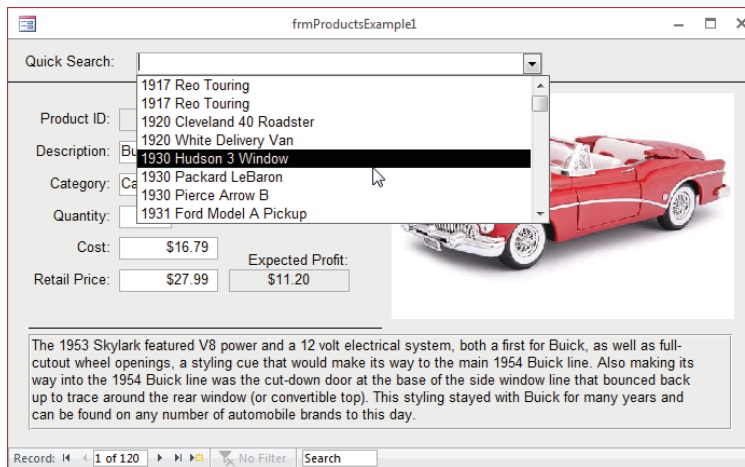 frmProductsExample1
Quick Search:
1917 Reo Touring
1917 Reo Touring
1920 Cleveland 40 Roadster
1920 White Delivery Van
1930 Hudson 3 Window
1930 Packard LeBaron
1930 Pierce Arrow B
1931 Ford Model A Pickup
Product ID:
Description: Bu
Category: Ca
Quantity:
Cost: $16.79
Expected Profit:
Retail Price: $27.99 $11.20
The 1953 Skylark featured V8 power and a 12 volt electrical system, both a first for Buick, as well as full-
cutout wheel openings, a styling cue that would make its way to the main 1954 Buick line. Also making its
way into the 1954 Buick line was the cut-down door at the base of the side window line that bounced back
up to trace around the rear window (or convertible top). This styling stayed with Buick for many years and
can be found on any number of automobile brands to this day.
Record: 1 of 120 No Filter Search